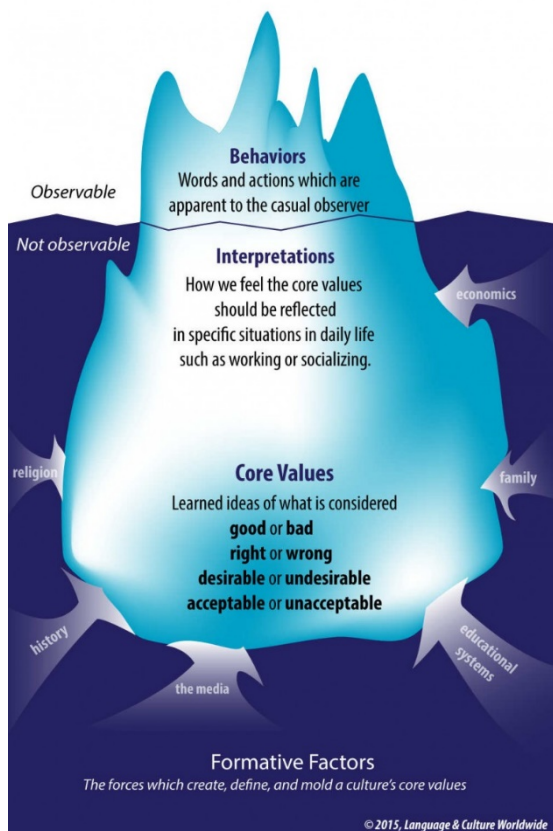 Behaviors
Words and actions which are
apparent to the casual observer
Observable
Not observable
Interpretations
How we feel the core values
should be reflected
in specific situations in daily life
such as working or socializing.
economics
religion
family
Core Values
Learned ideas of what is considered
good or bad
right or wrong
desirable or undesirable
acceptable or unacceptable
history
the media
educational
systems
Formative Factors
The forces which create, define, and mold a culture's core values
© 2015, Language & Culture Worldwide